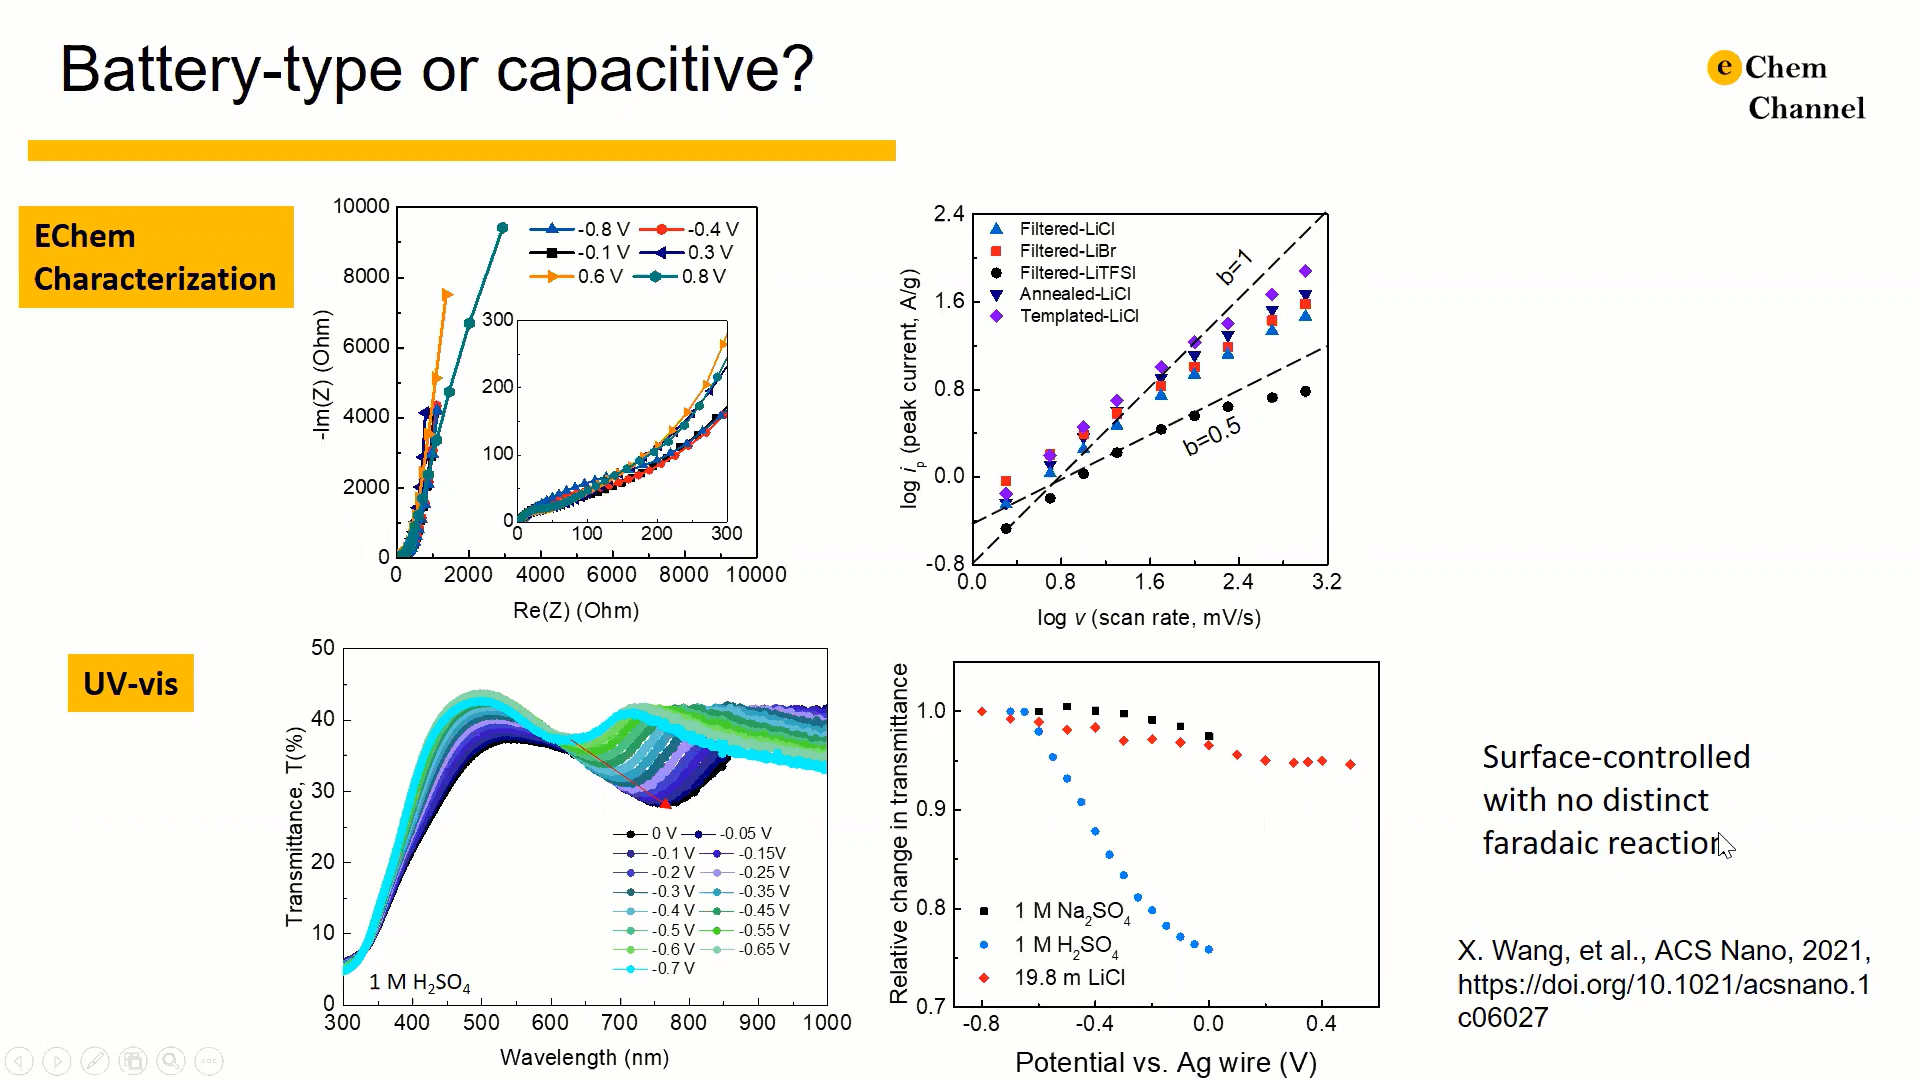 Battery-type or capacitive?
e Chem
Channel
EChem
Characterization
10000
8000
6000
4000
2000
0
-Im(Z) (Ohm)
-0.8 V -0.4 V
-0.1 V 0.3 V
0.6 V 0.8 V
300
200
100
0
0 100 200 300
0 2000 4000 6000 8000 10000
Re(Z) (Ohm)
2.4
1.6
0.8
0.0
-0.8
log ip (peak current, A/g)
Filtered-LiCl
Filtered-LiBr
Filtered-LiTFSI
Annealed-LiCl
Templated-LiCl
b=1
b=0.5
0.0 0.8 1.6 2.4 3.2
log v (scan rate, mV/s)
UV-vis
50
40
30
20
10
0
Transmittance, T(%)
0 V -0.05 V
-0.1 V -0.15V
-0.2 V -0.25 V
-0.3 V -0.35 V
-0.4 V -0.45 V
-0.5 V -0.55 V
-0.6 V -0.65 V
-0.7 V
1 M H2SO4
300 400 500 600 700 800 900 1000
Wavelength (nm)
Relative change in transmittance
1.0
0.9
0.8
0.7
1 M Na2SO4
1 M H2SO4
19.8 m LiCl
-0.8 -0.4 0.0 0.4
Potential vs. Ag wire (V)
Surface-controlled
with no distinct
faradaic reaction
X. Wang, et al., ACS Nano, 2021,
https://doi.org/10.1021/acsnano.1
c06027